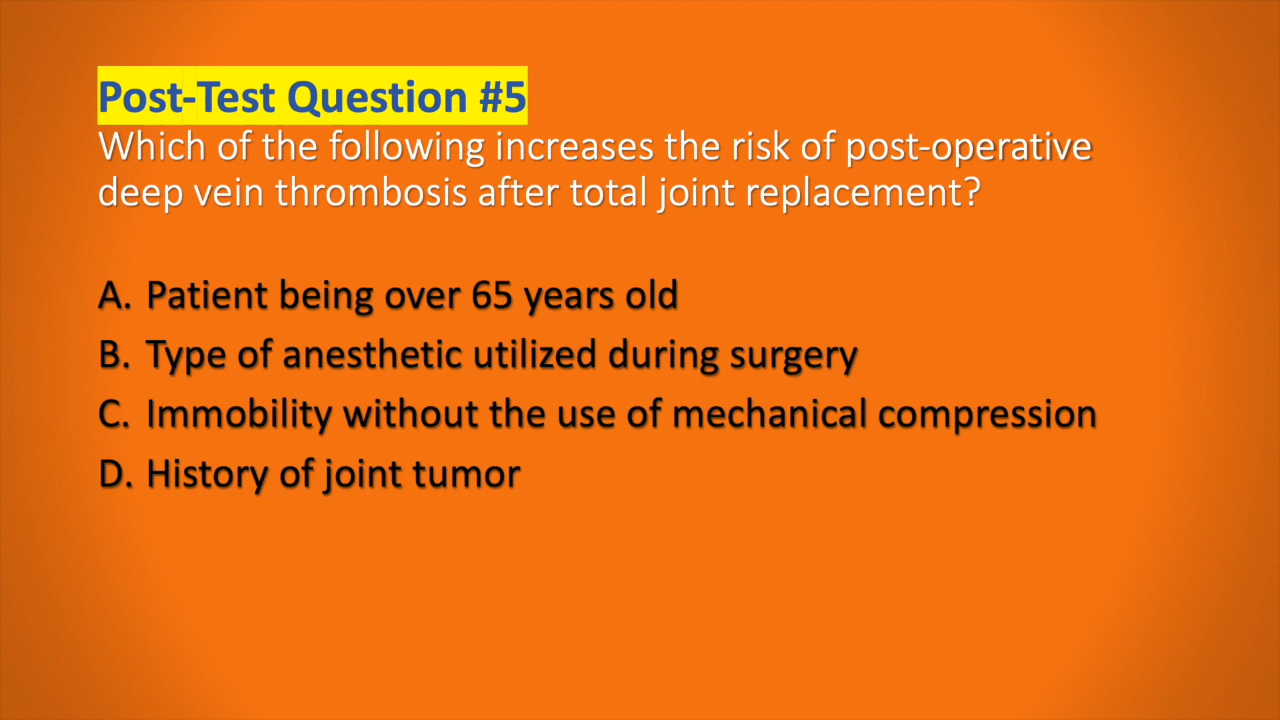 Post-Test Question #5
Which of the following increases the risk of post-operative
deep vein thrombosis after total joint replacement?
A. Patient being over 65 years old
B. Type of anesthetic utilized during surgery
C. Immobility without the use of mechanical compression
D. History of joint tumor